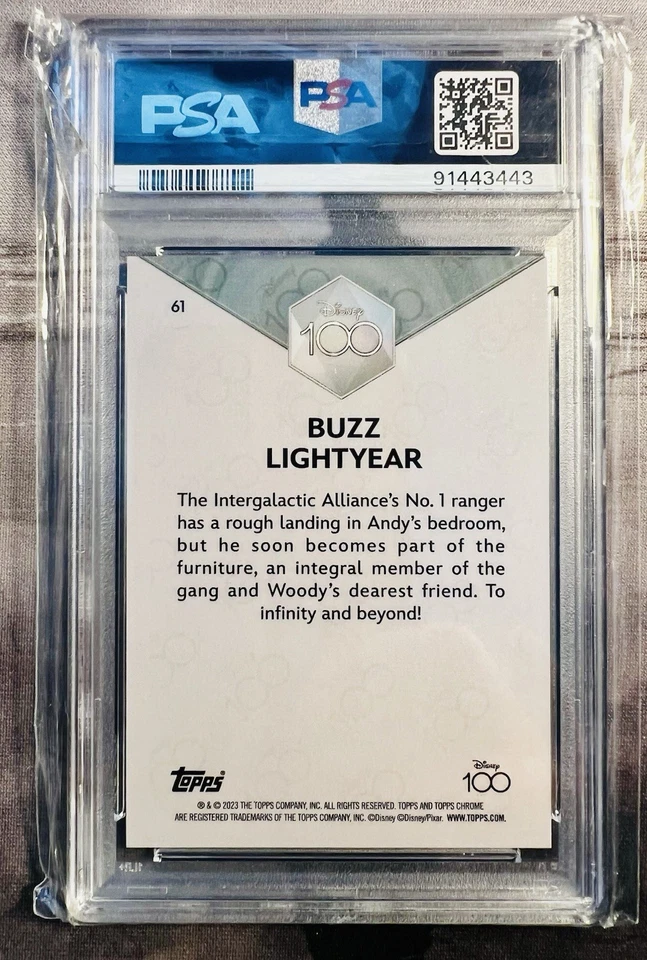 PSA
PSA
91443443
61
Disney
100
BUZZ
LIGHTYEAR
The Intergalactic Alliance's No. 1 ranger
has a rough landing in Andy's bedroom,
but he soon becomes part of the
furniture, an integral member of the
gang and Woody's dearest friend. To
infinity and beyond!
Topps
Disney
100
® & © 2023 THE TOPPS COMPANY, INC. ALL RIGHTS RESERVED. TOPPS AND TOPPS CHROME
ARE REGISTERED TRADEMARKS OF THE TOPPS COMPANY, INC. ©Disney ©Disney/Pixar. WWW.TOPPS.COM.